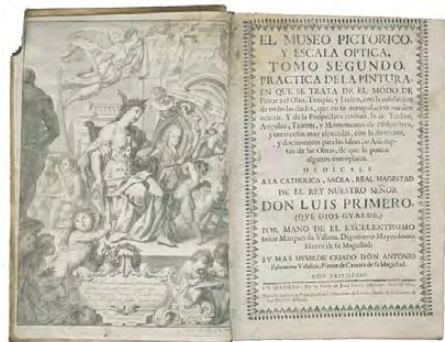 EL MUSEO PICTORICO,
Y ESCALA OPTICA.
TOMO SEGUNDO.
PRACTICA DE LA PINTURA,
EN QUE SE TRATA DE EL MODO DE
Pintar à el Olio, Temple, y Fresco, con la resolucion
de todas las dudas, que en su manipulacion pueden
ocurrir. Y de la Perspectiva comun, la de Techos,
Angulos, Teatros, y Monumentos de Perspectiva,
y otras cosas muy especiales, con la direccion,
y documentos para las Ideas, ò Assumptos
de las Obras, de que se ponen
algunos exemplares.
DEDICALE
A LA CATHOLICA, SACRA, REAL MAGESTAD
DE EL REY NUESTRO SEÑOR
DON LUIS PRIMERO,
(QUE DIOS GUARDE)
POR MANO DE EL EXCELENTISSIMO
señor Marquès de Villena, Dignissimo Mayordomo
Mayor de su Magestad.
SU MAS HUMILDE CRIADO DON ANTONIO
Palomino Velasco, Pintor de Camara de su Magestad.
CON PRIVILEGIO
EN MADRID: